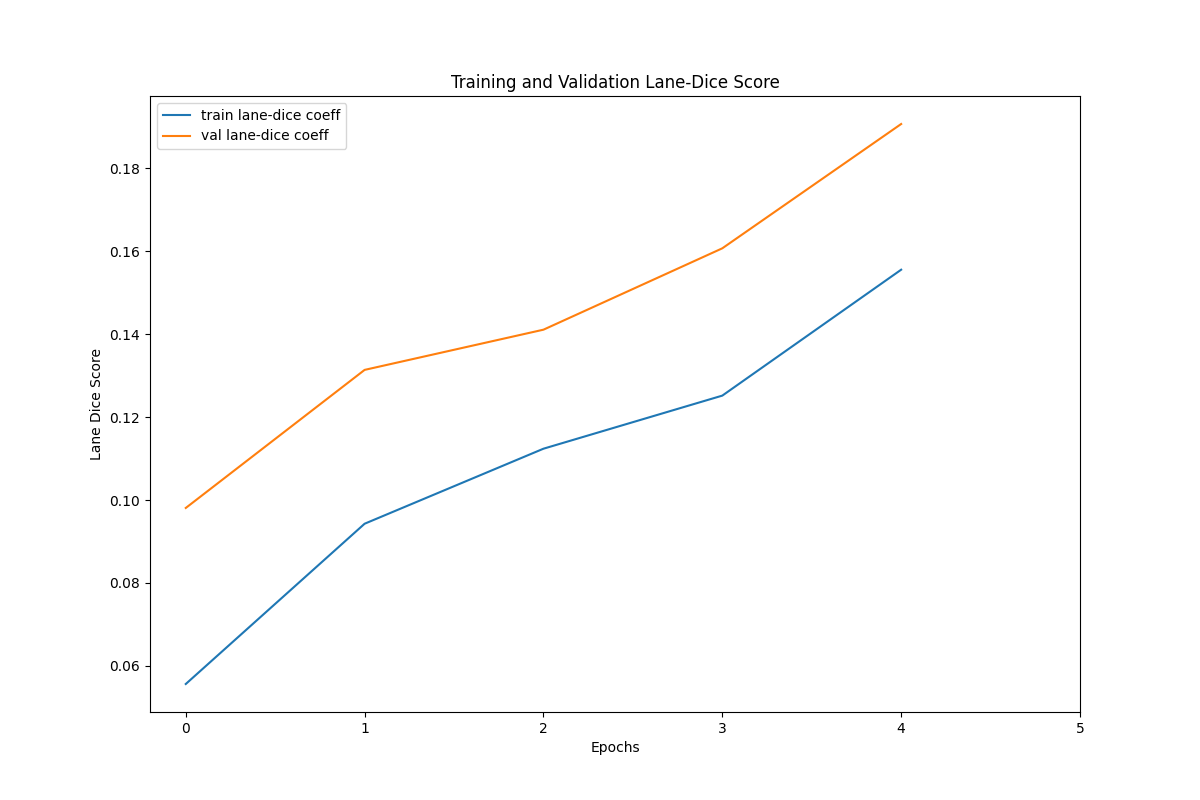 Training and Validation Lane-Dice Score
train lane-dice coeff
val lane-dice coeff
0.18
0.16
0.14
0.12
0.10
0.08
0.06
Lane Dice Score
0 1 2 3 4 5
Epochs